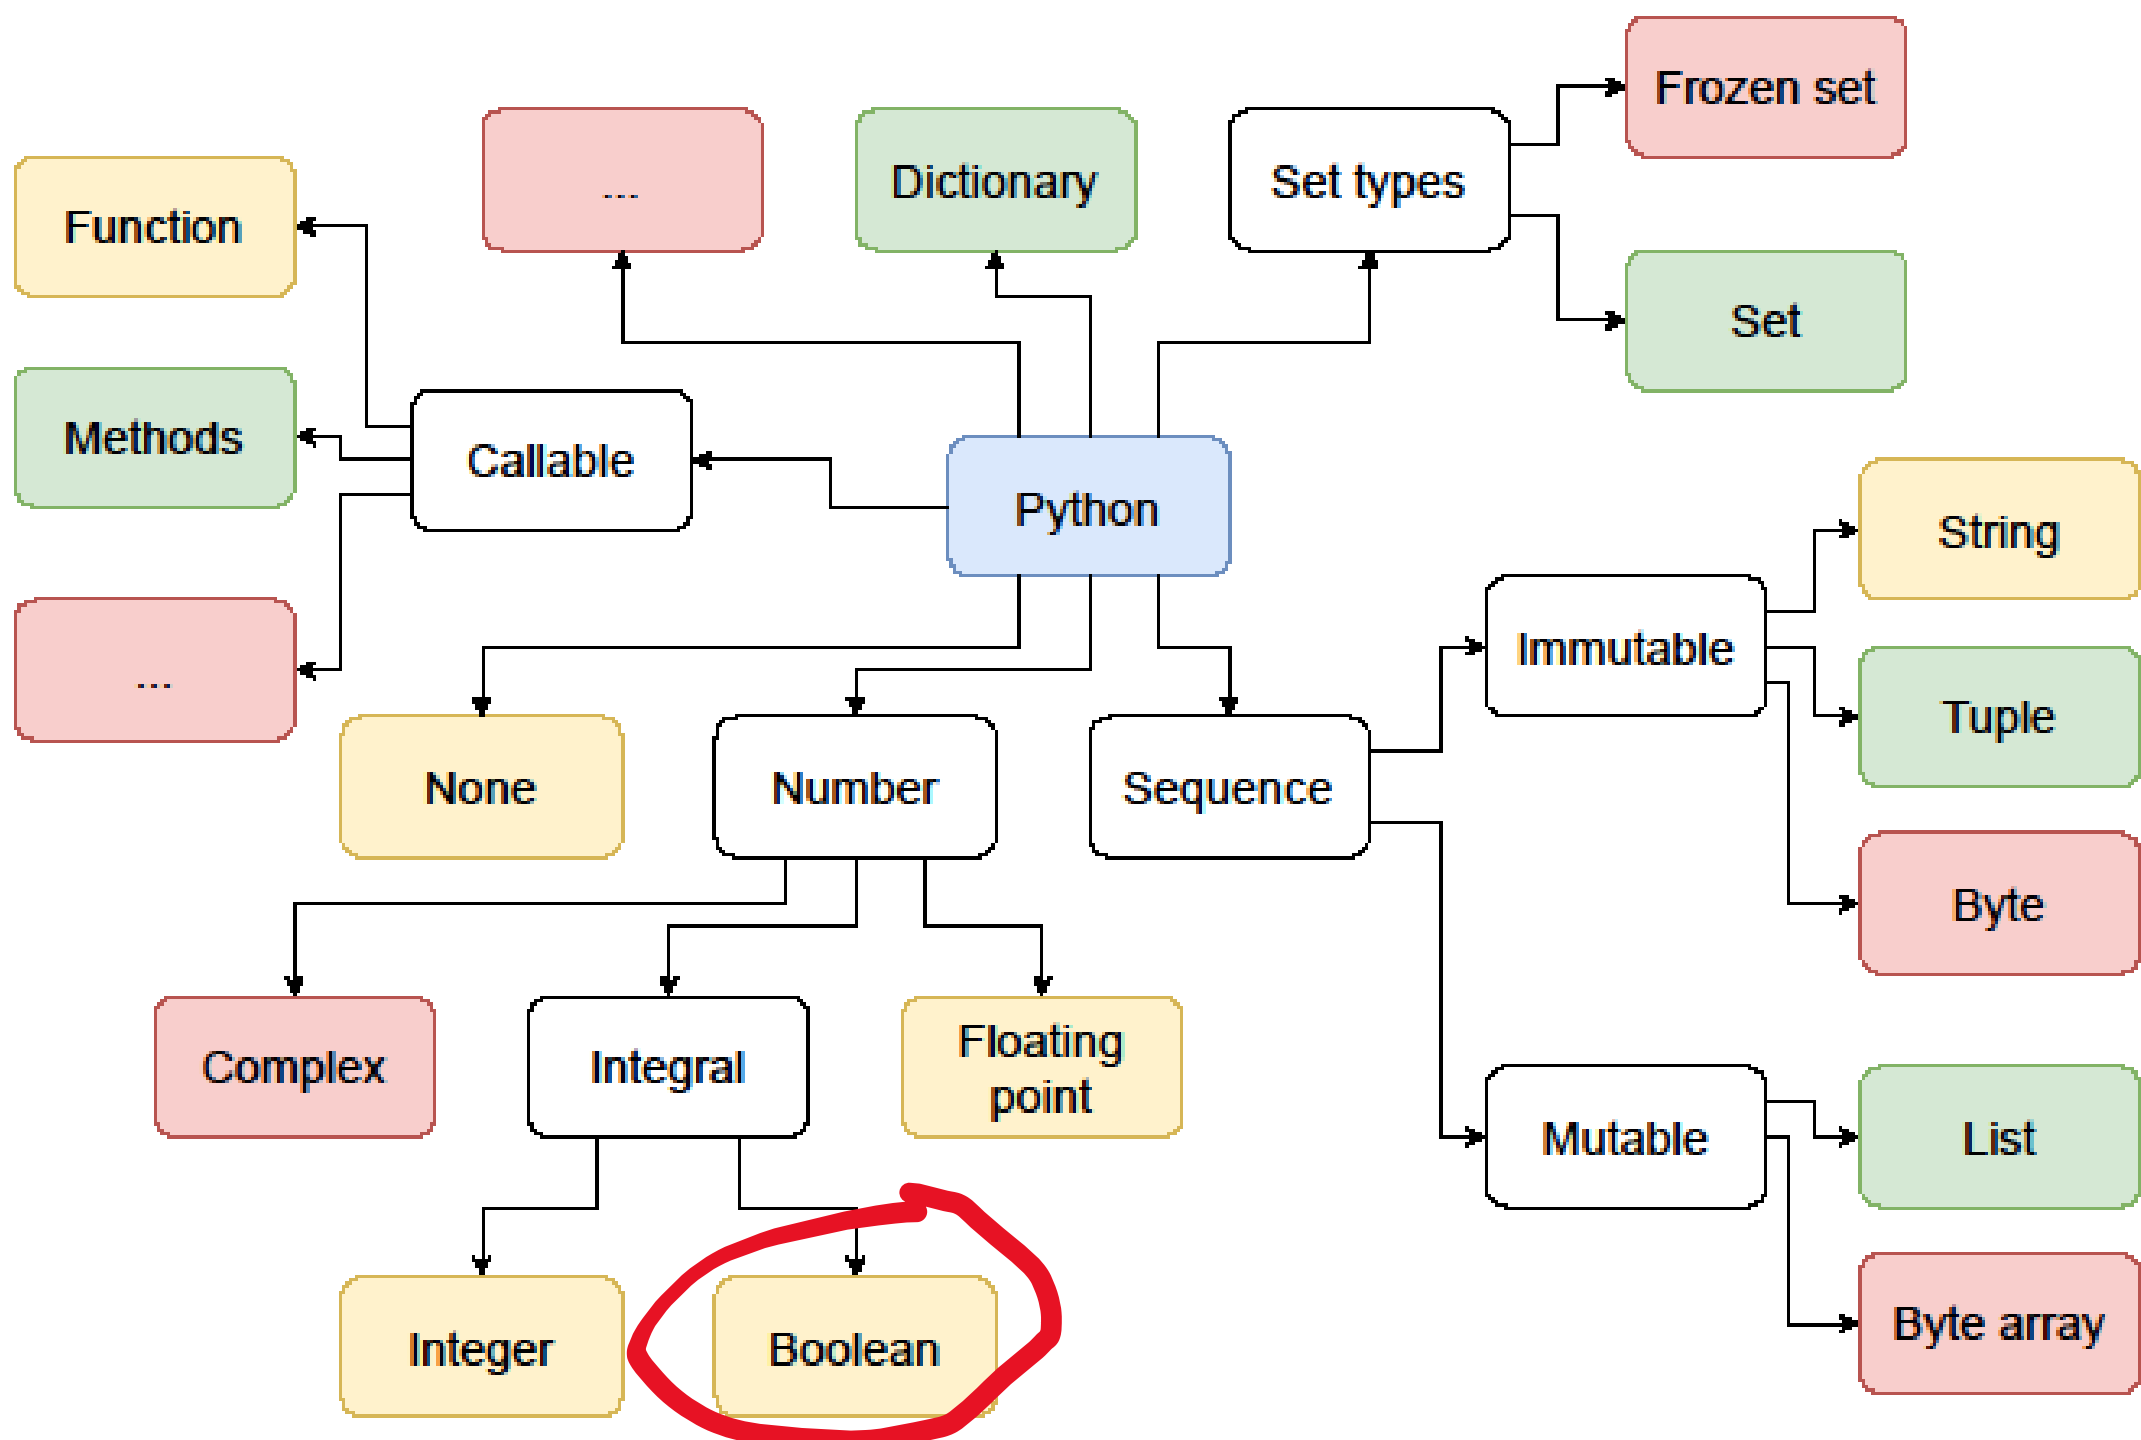 Frozen set
...
Dictionary
Set types
Function
Set
Methods
Callable
Python
String
Immutable
...
Tuple
None
Number
Sequence
Byte
Complex
Integral
Floating
point
Mutable
List
Integer
Boolean
Byte array